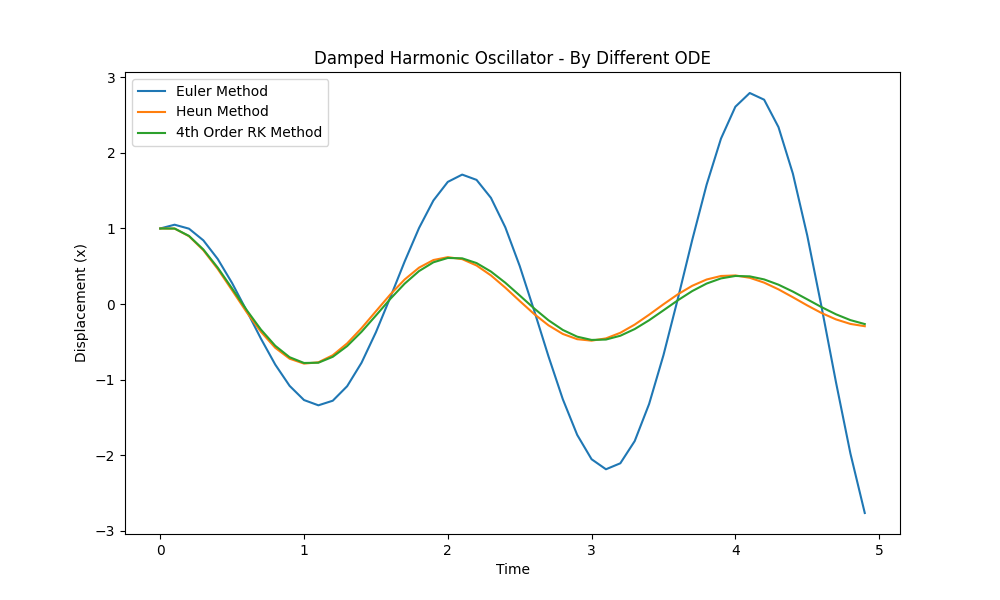 Damped Harmonic Oscillator - By Different ODE
Euler Method
Heun Method
4th Order RK Method
Displacement (x)
3
2
1
0
−1
−2
−3
0 1 2 3 4 5
Time